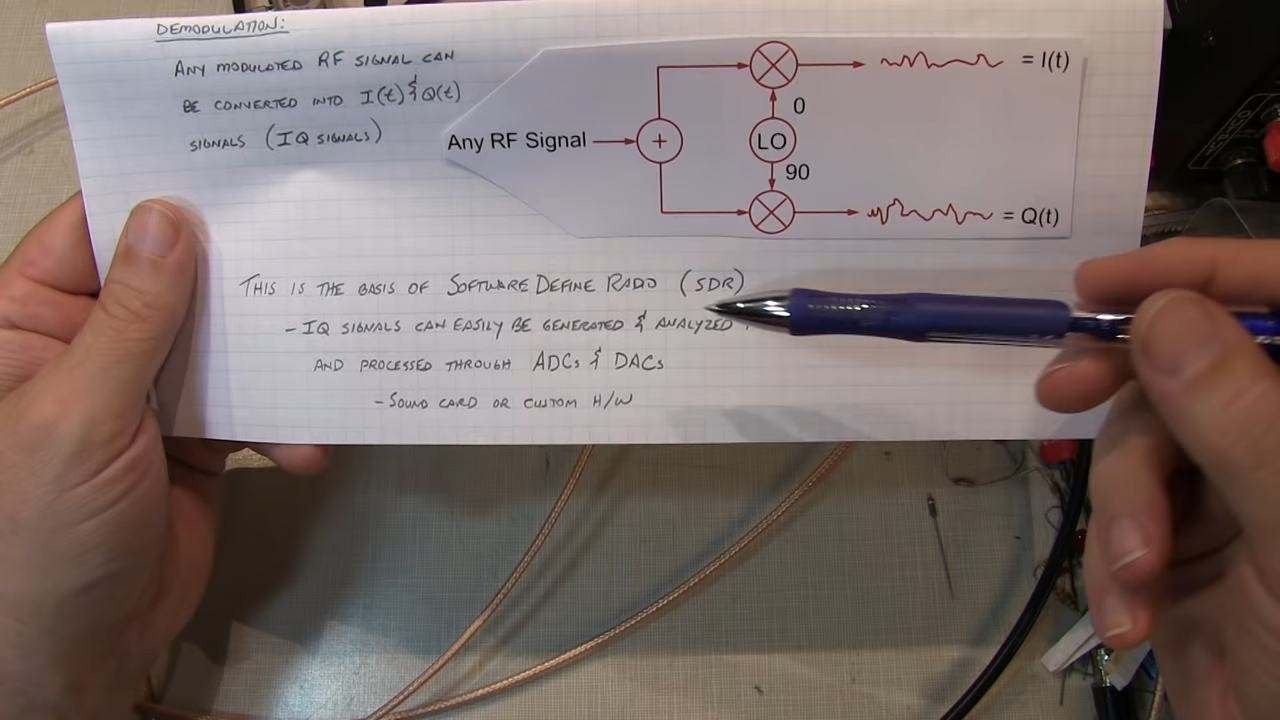 DEMODULATION:
ANY MODULATED RF SIGNAL CAN
BE CONVERTED INTO I(t) & Q(t)
SIGNALS (IQ SIGNALS)
Any RF Signal
+
0
LO
90
= I(t)
= Q(t)
THIS IS THE BASIS OF SOFTWARE DEFINE RADIO (SDR)
- IQ SIGNALS CAN EASILY BE GENERATED & ANALYZED
AND PROCESSED THROUGH ADCs & DACs
- SOUND CARD OR CUSTOM H/W